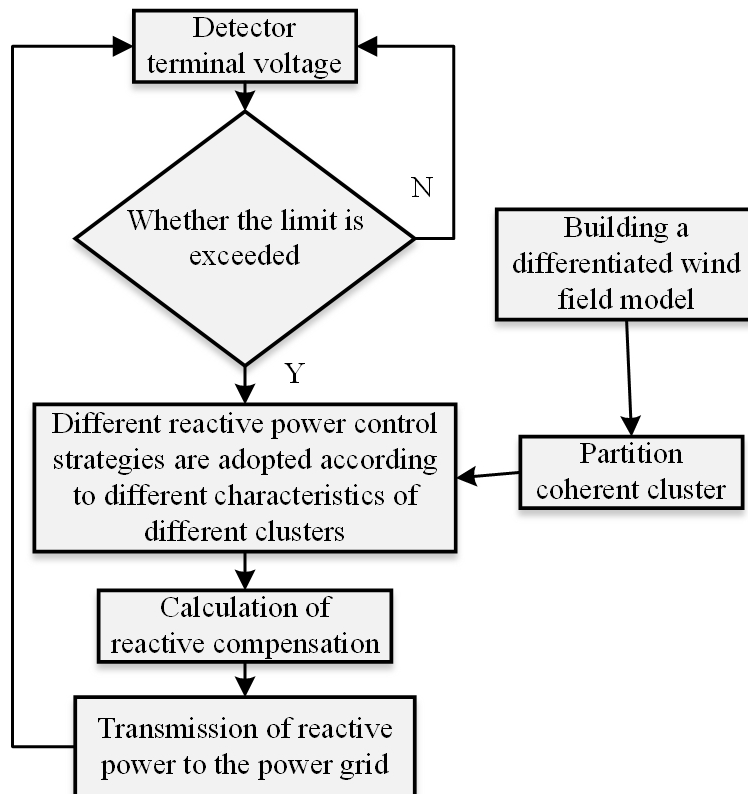 Detector
terminal voltage
N
Whether the limit is
exceeded
Building a
differentiated wind
field model
Y
Different reactive power control
strategies are adopted according
to different characteristics of
different clusters
Partition
coherent cluster
Calculation of
reactive compensation
Transmission of reactive
power to the power grid